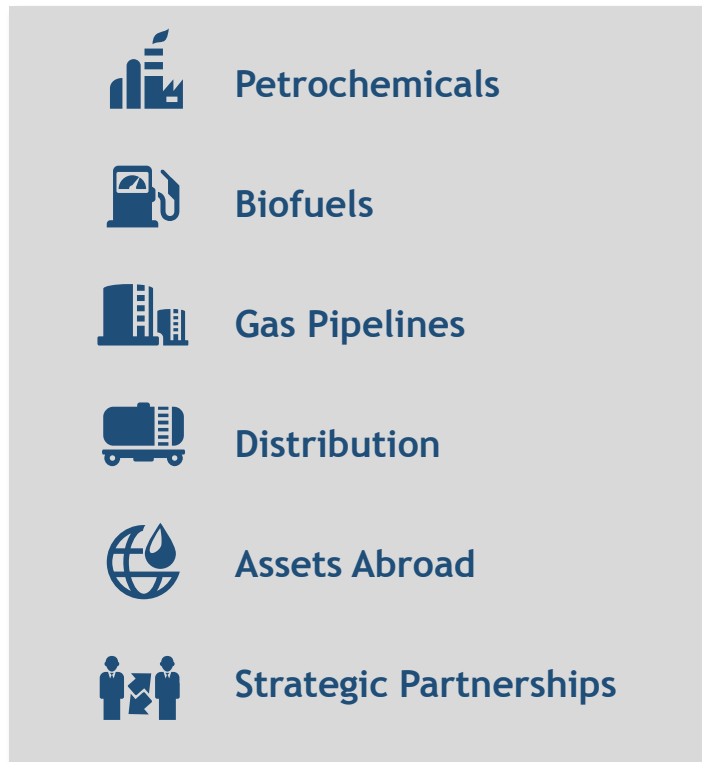 Petrochemicals
Biofuels
Gas Pipelines
Distribution
Assets Abroad
Strategic Partnerships